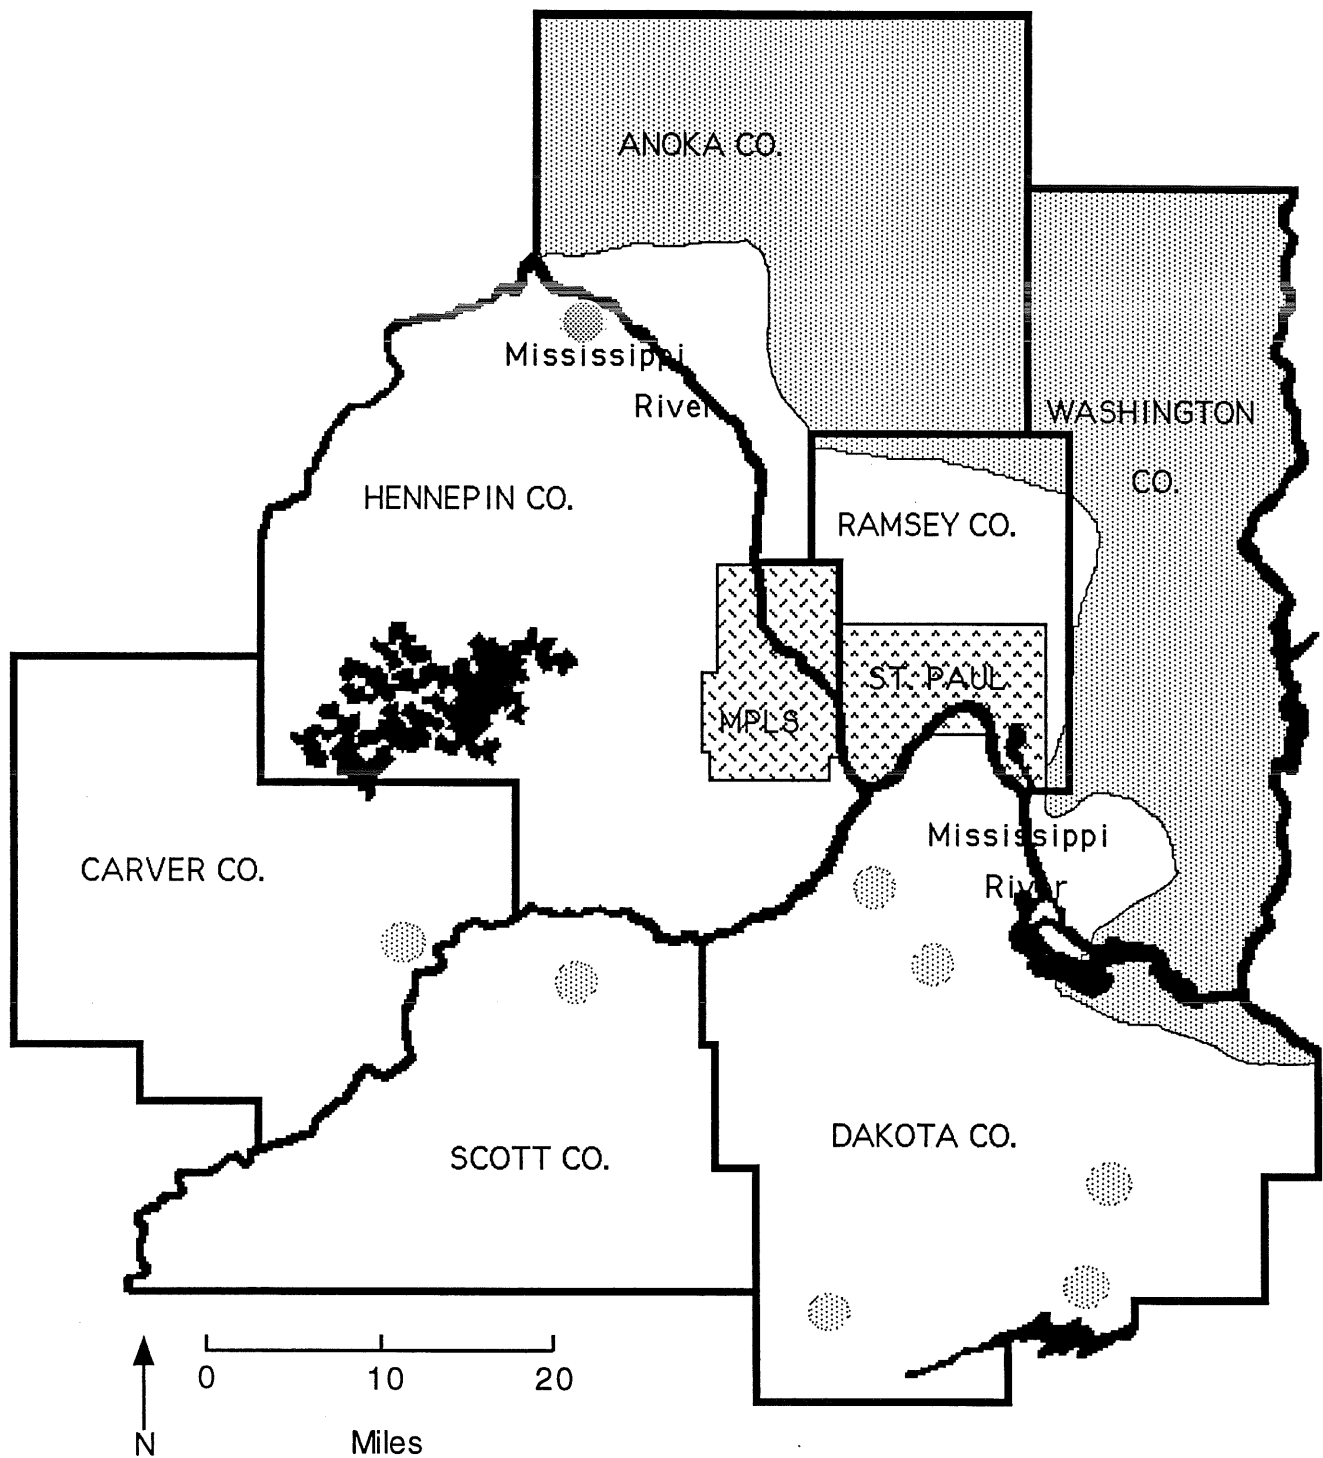 ANOKA CO.
Mississippi
River
WASHINGTON
CO.
HENNEPIN CO.
RAMSEY CO.
ST. PAUL
MPLS
Mississippi
River
CARVER CO.
DAKOTA CO.
SCOTT CO.
0 10 20
N Miles